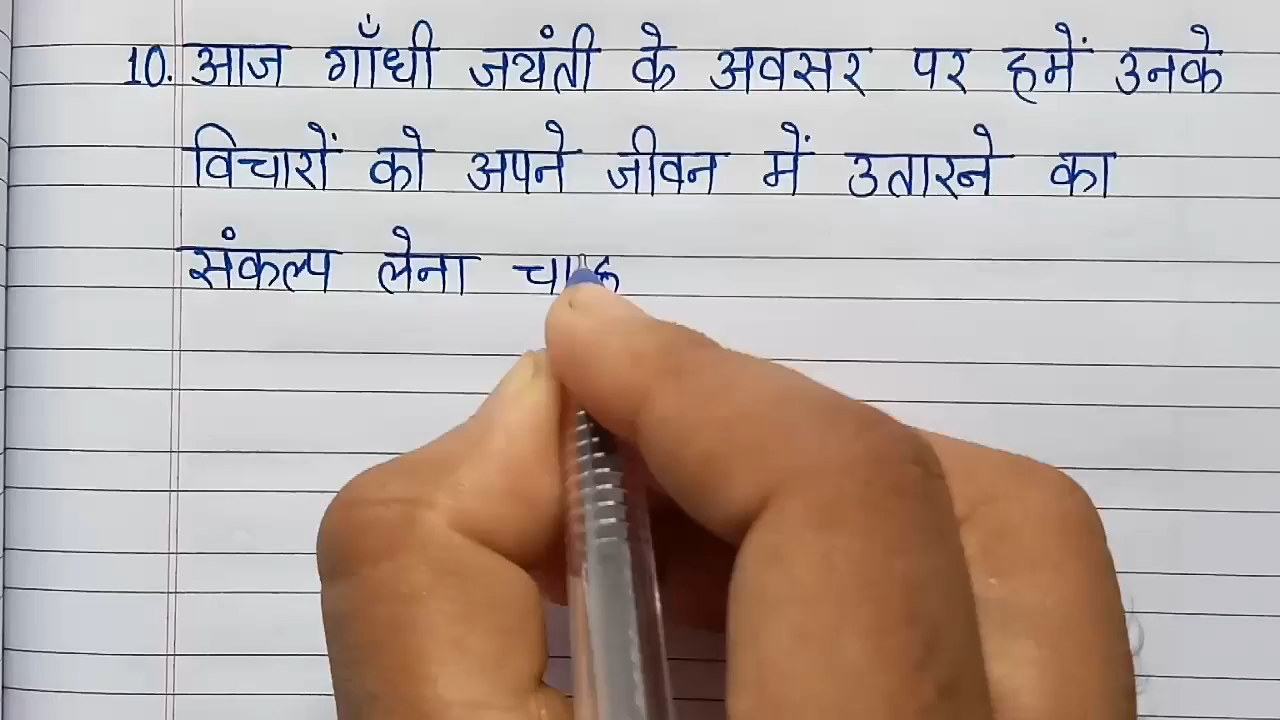 10. आज गाँधी जयंती के अवसर पर हमें उनके
विचारों को अपने जीवन में उतारने का
संकल्प लेना